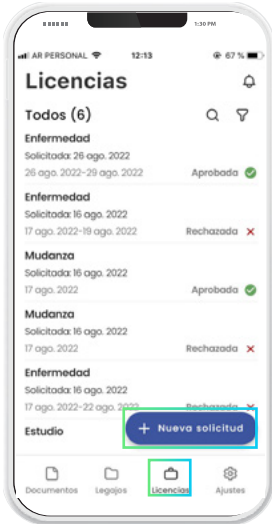 1:30 PM
AR PERSONAL 12:13 67 %
Licencias
Todos (6)
Enfermedad
Solicitada: 26 ago. 2022
26 ago. 2022-29 ago. 2022 Aprobada
Enfermedad
Solicitada: 16 ago. 2022
17 ago. 2022-19 ago. 2022 Rechazada
Mudanza
Solicitada: 16 ago. 2022
17 ago. 2022 Aprobada
Mudanza
Solicitada: 16 ago. 2022
17 ago. 2022 Rechazada
Enfermedad
Solicitada: 16 ago. 2022
17 ago. 2022-22 ago. 2022 Rechazada
Estudio
+ Nueva solicitud
Documentos Legajos Licencias Ajustes